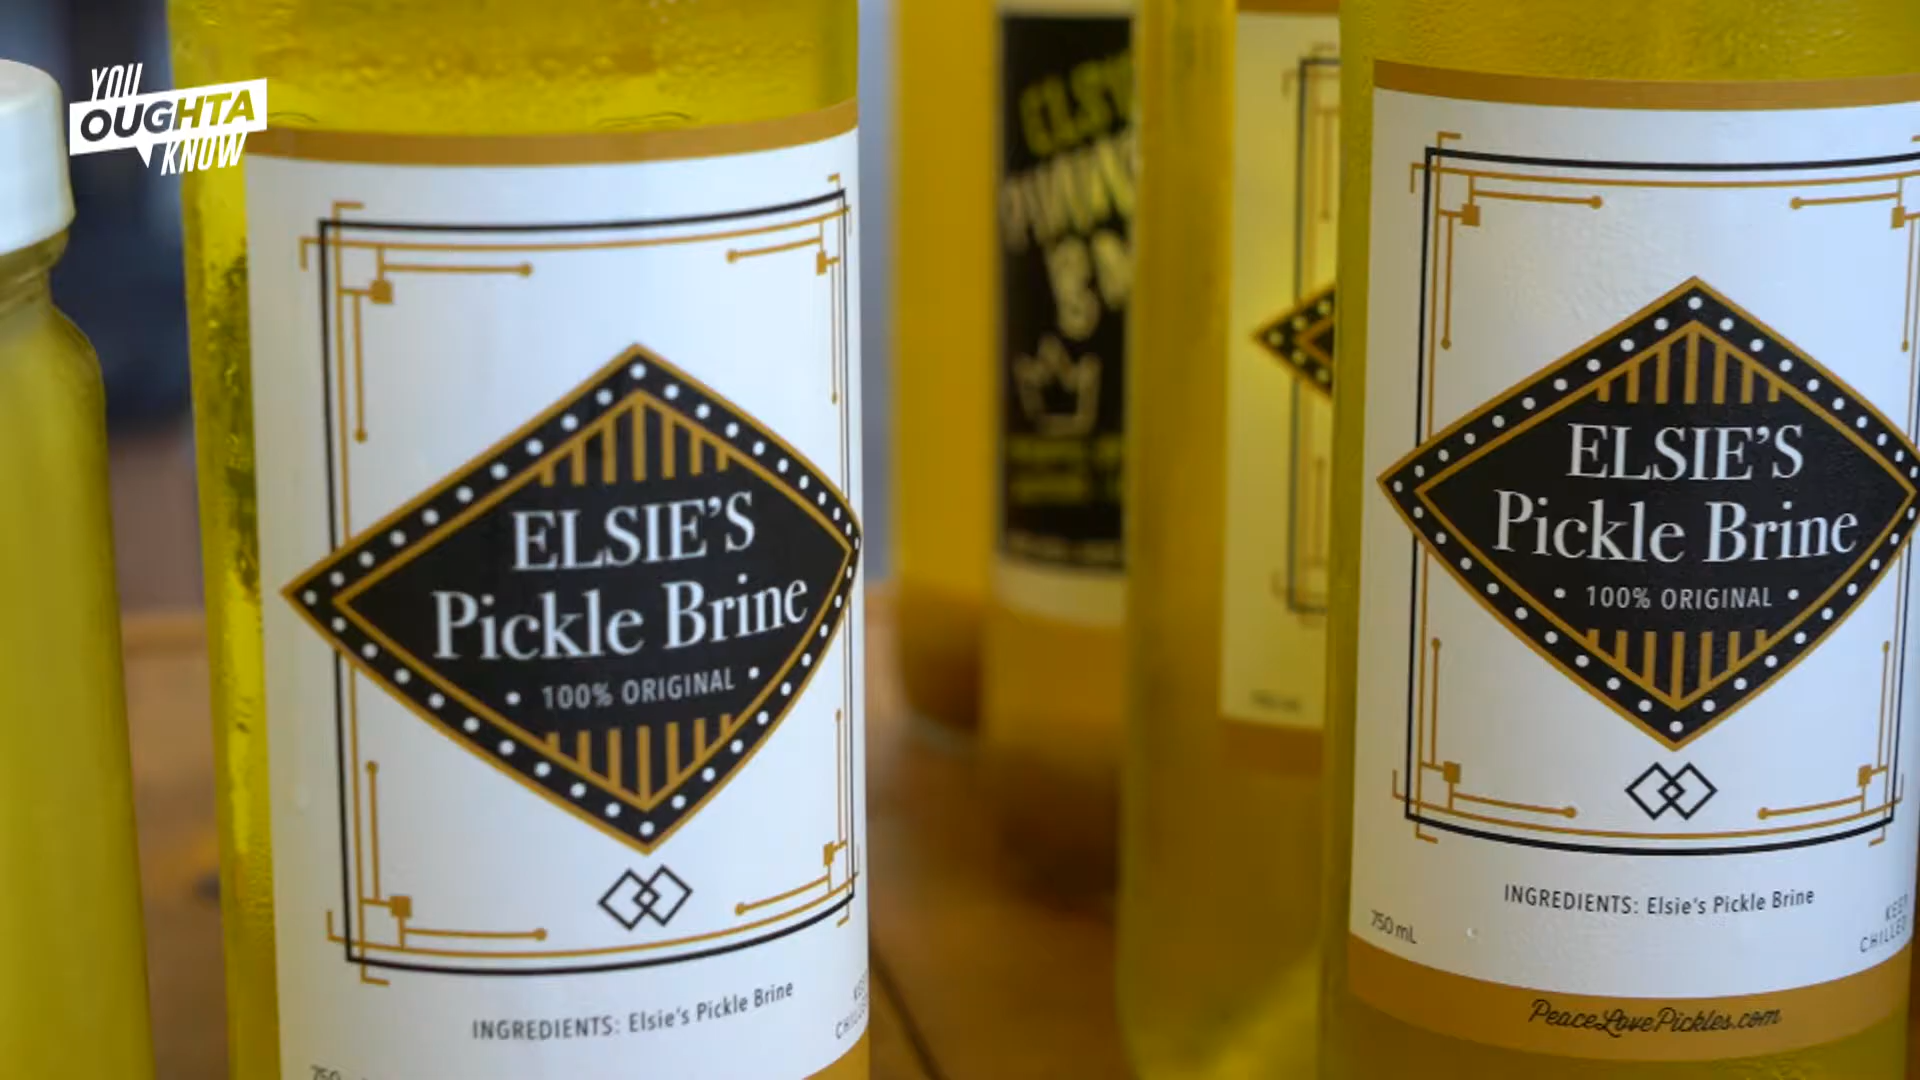 YOU
OUGHTA
KNOW
ELSIE'S
Pickle Brine
100% ORIGINAL
INGREDIENTS: Elsie's Pickle Brine
ELSIE'S
Pickle Brine
100% ORIGINAL
INGREDIENTS: Elsie's Pickle Brine
750 mL
KEEP
CHILLED
PeaceLovePickles.com